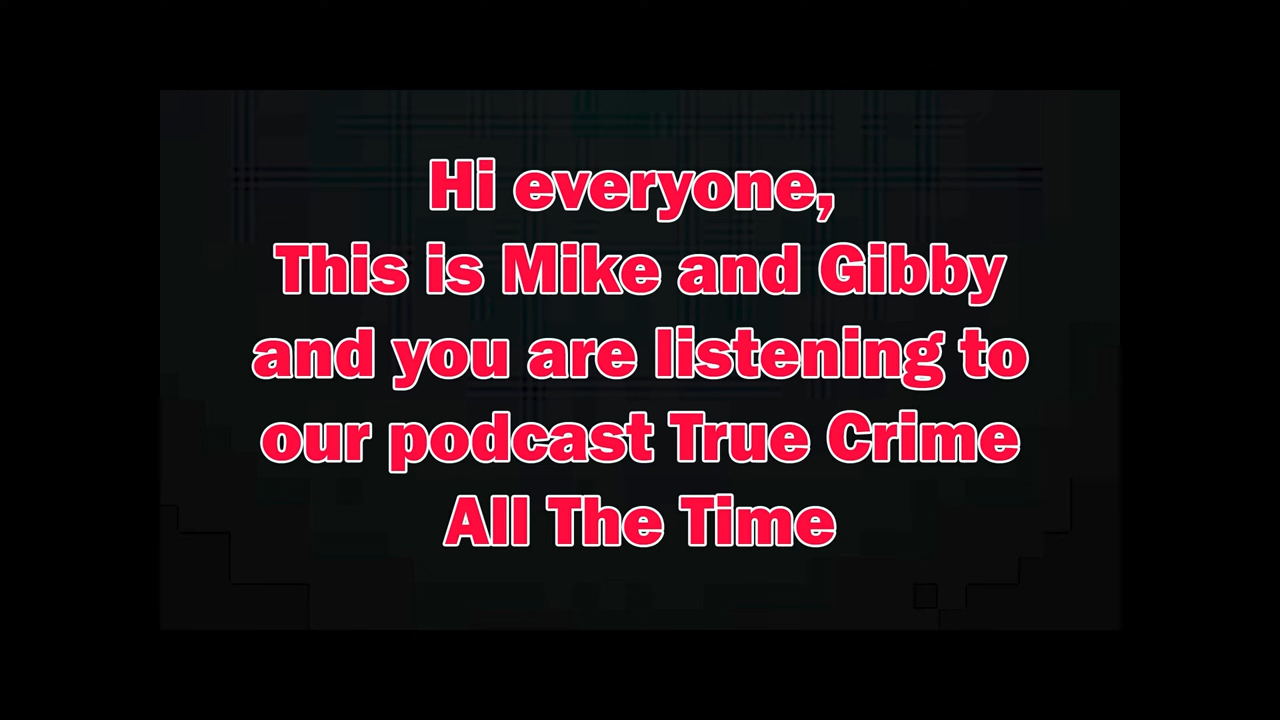 Hi everyone,
This is Mike and Gibby
and you are listening to
our podcast True Crime
All The Time